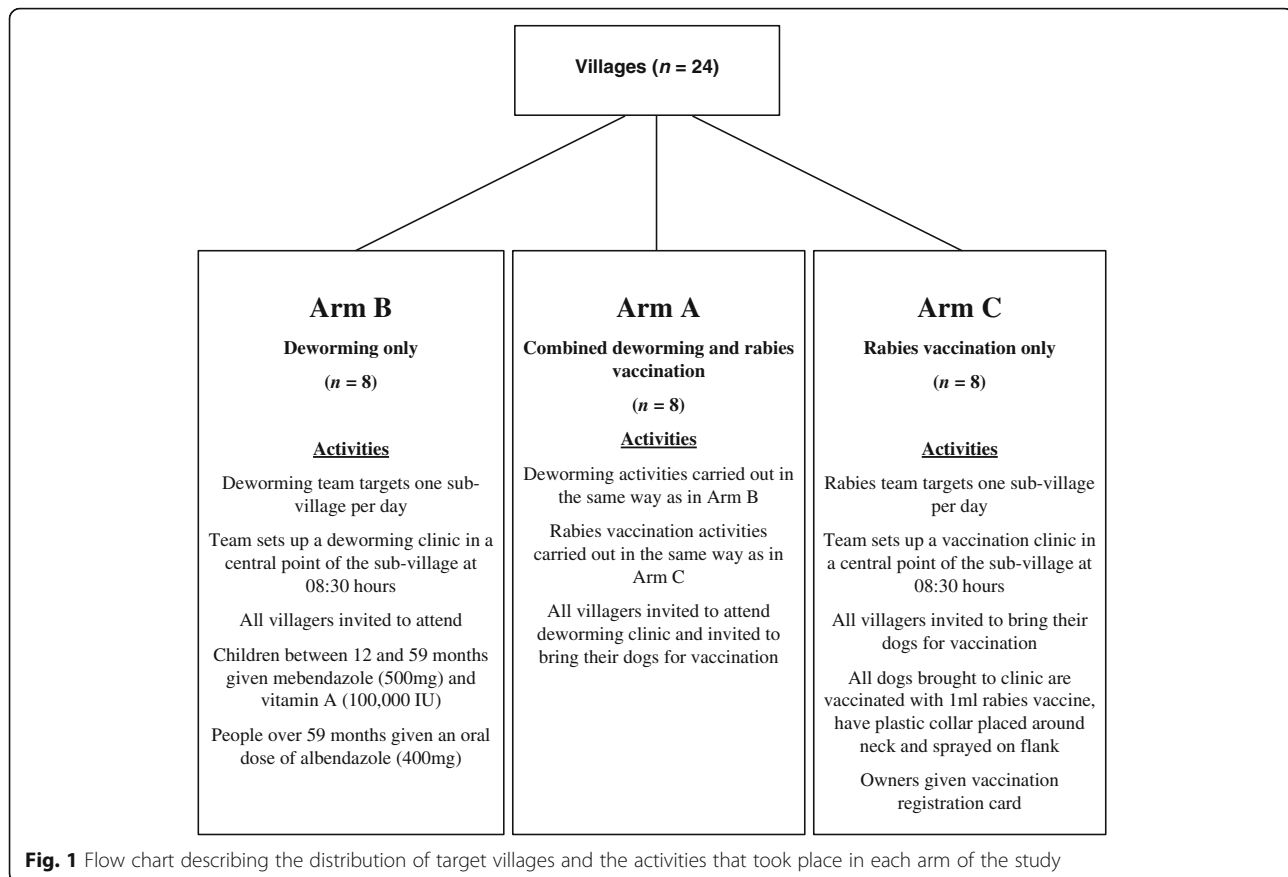 Villages (n = 24)
Arm B
Deworming only
(n = 8)
Activities
Deworming team targets one sub-
village per day
Team sets up a deworming clinic in a
central point of the sub-village at
08:30 hours
All villagers invited to attend
Children between 12 and 59 months
given mebendazole (500mg) and
vitamin A (100,000 IU)
People over 59 months given an oral
dose of albendazole (400mg)
Arm A
Combined deworming and rabies
vaccination
(n = 8)
Activities
Deworming activities carried out in
the same way as in Arm B
Rabies vaccination activities
carried out in the same way as in
Arm C
All villagers invited to attend
deworming clinic and invited to
bring their dogs for vaccination
Arm C
Rabies vaccination only
(n = 8)
Activities
Rabies team targets one sub-village
per day
Team sets up a vaccination clinic in
a central point of the sub-village at
08:30 hours
All villagers invited to bring their
dogs for vaccination
All dogs brought to clinic are
vaccinated with 1ml rabies vaccine,
have plastic collar placed around
neck and sprayed on flank
Owners given vaccination
registration card
Fig. 1 Flow chart describing the distribution of target villages and the activities that took place in each arm of the study